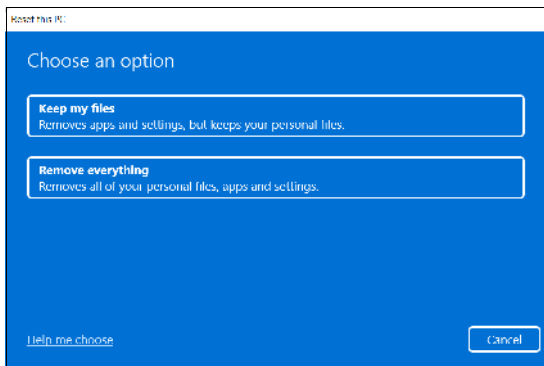 Reset this PC
Choose an option
Keep my files
Removes apps and settings, but keeps your personal files.
Remove everything
Removes all of your personal files, apps and settings.
Help me choose
Cancel